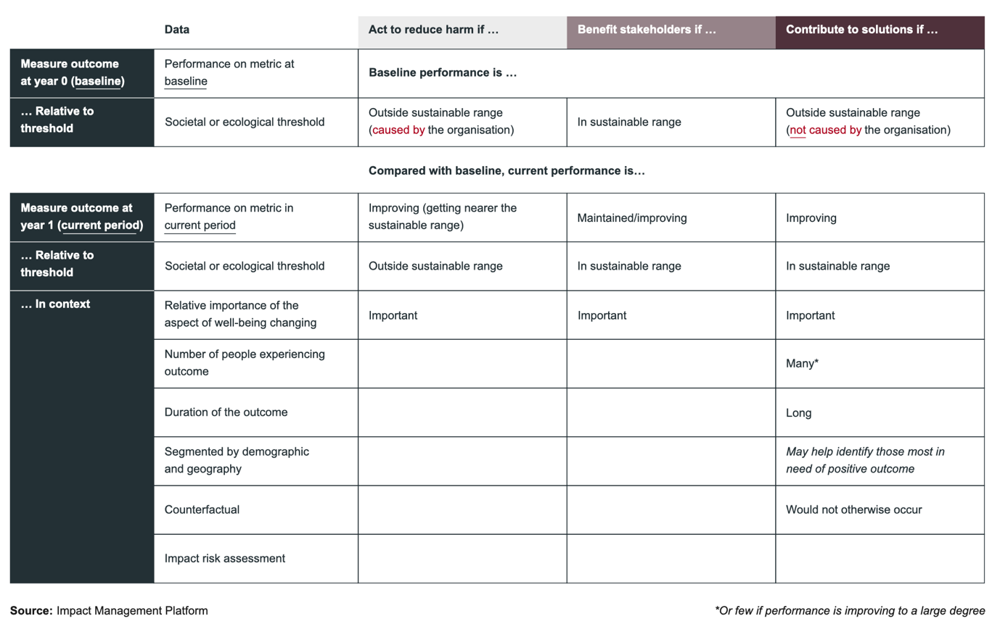 Data
Act to reduce harm if …
Benefit stakeholders if …
Contribute to solutions if …
Measure outcome
at year 0 (baseline)
Performance on metric at
baseline
Baseline performance is …
… Relative to
threshold
Societal or ecological threshold
Outside sustainable range
(caused by the organisation)
In sustainable range
Outside sustainable range
(not caused by the organisation)
Compared with baseline, current performance is…
Measure outcome at
year 1 (current period)
Performance on metric in
current period
Improving (getting nearer the
sustainable range)
Maintained/improving
Improving
… Relative to
threshold
Societal or ecological threshold
Outside sustainable range
In sustainable range
In sustainable range
… In context
Relative importance of the
aspect of well-being changing
Important
Important
Important
Number of people experiencing
outcome
Many*
Duration of the outcome
Long
Segmented by demographic
and geography
May help identify those most in
need of positive outcome
Counterfactual
Would not otherwise occur
Impact risk assessment
Source: Impact Management Platform
*Or few if performance is improving to a large degree